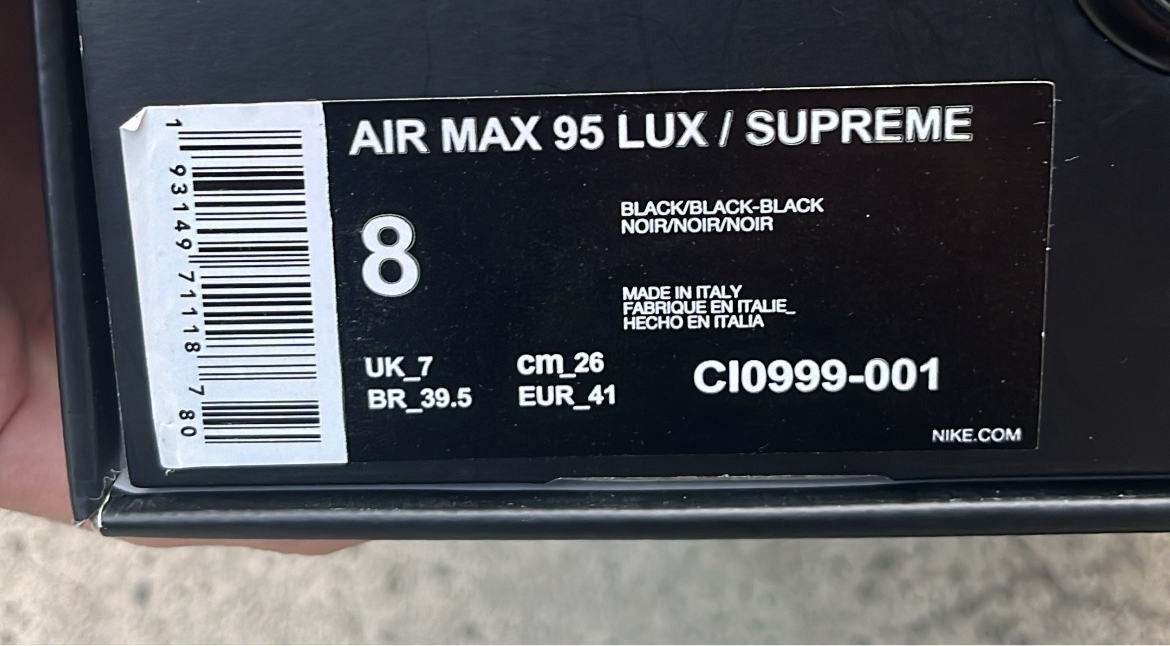 1 93149 71118 7 80
AIR MAX 95 LUX / SUPREME
8
BLACK/BLACK-BLACK
NOIR/NOIR/NOIR
MADE IN ITALY
FABRIQUE EN ITALIE_
HECHO EN ITALIA
UK_7 cm_26
BR_39.5 EUR_41
CI0999-001
NIKE.COM